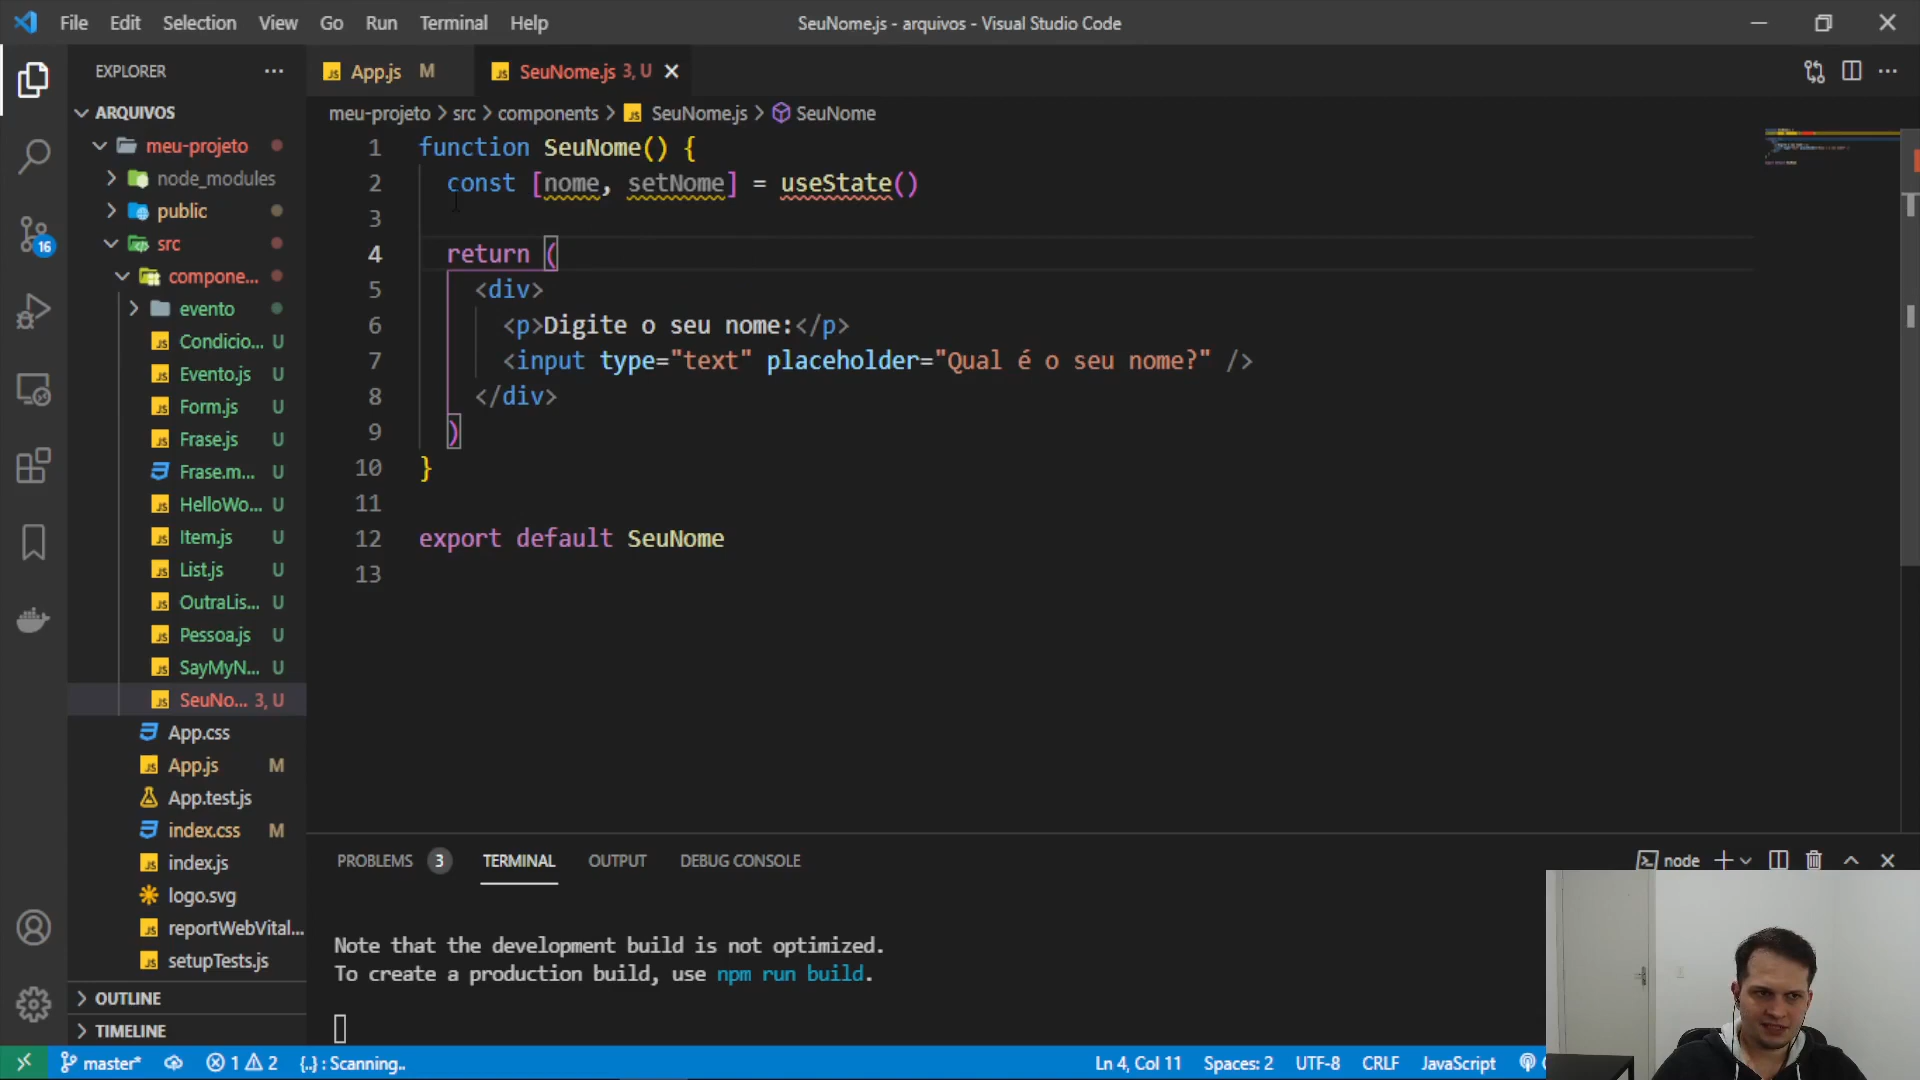 File Edit Selection View Go Run Terminal Help
SeuNome.js - arquivos - Visual Studio Code
EXPLORER
ARQUIVOS
meu-projeto
node_modules
public
src
compone...
evento
Condicio... U
Evento.js U
Form.js U
Frase.js U
Frase.m... U
HelloWo... U
Item.js U
List.js U
OutraLis... U
Pessoa.js U
SayMyN... U
SeuNo... 3, U
App.css
App.js M
App.test.js
index.css M
index.js
logo.svg
reportWebVital...
setupTests.js
OUTLINE
TIMELINE
16
App.js M
SeuNome.js 3, U
meu-projeto > src > components > SeuNome.js > SeuNome
1 function SeuNome() {
2 const [nome, setNome] = useState()
3
4 return (
5 <div>
6 <p>Digite o seu nome:</p>
7 <input type="text" placeholder="Qual é o seu nome?" />
8 </div>
9 )
10 }
11
12 export default SeuNome
13
PROBLEMS 3 TERMINAL OUTPUT DEBUG CONSOLE
node
Note that the development build is not optimized.
To create a production build, use npm run build.
master* 1 2 {..} : Scanning..
Ln 4, Col 11 Spaces: 2 UTF-8 CRLF JavaScript